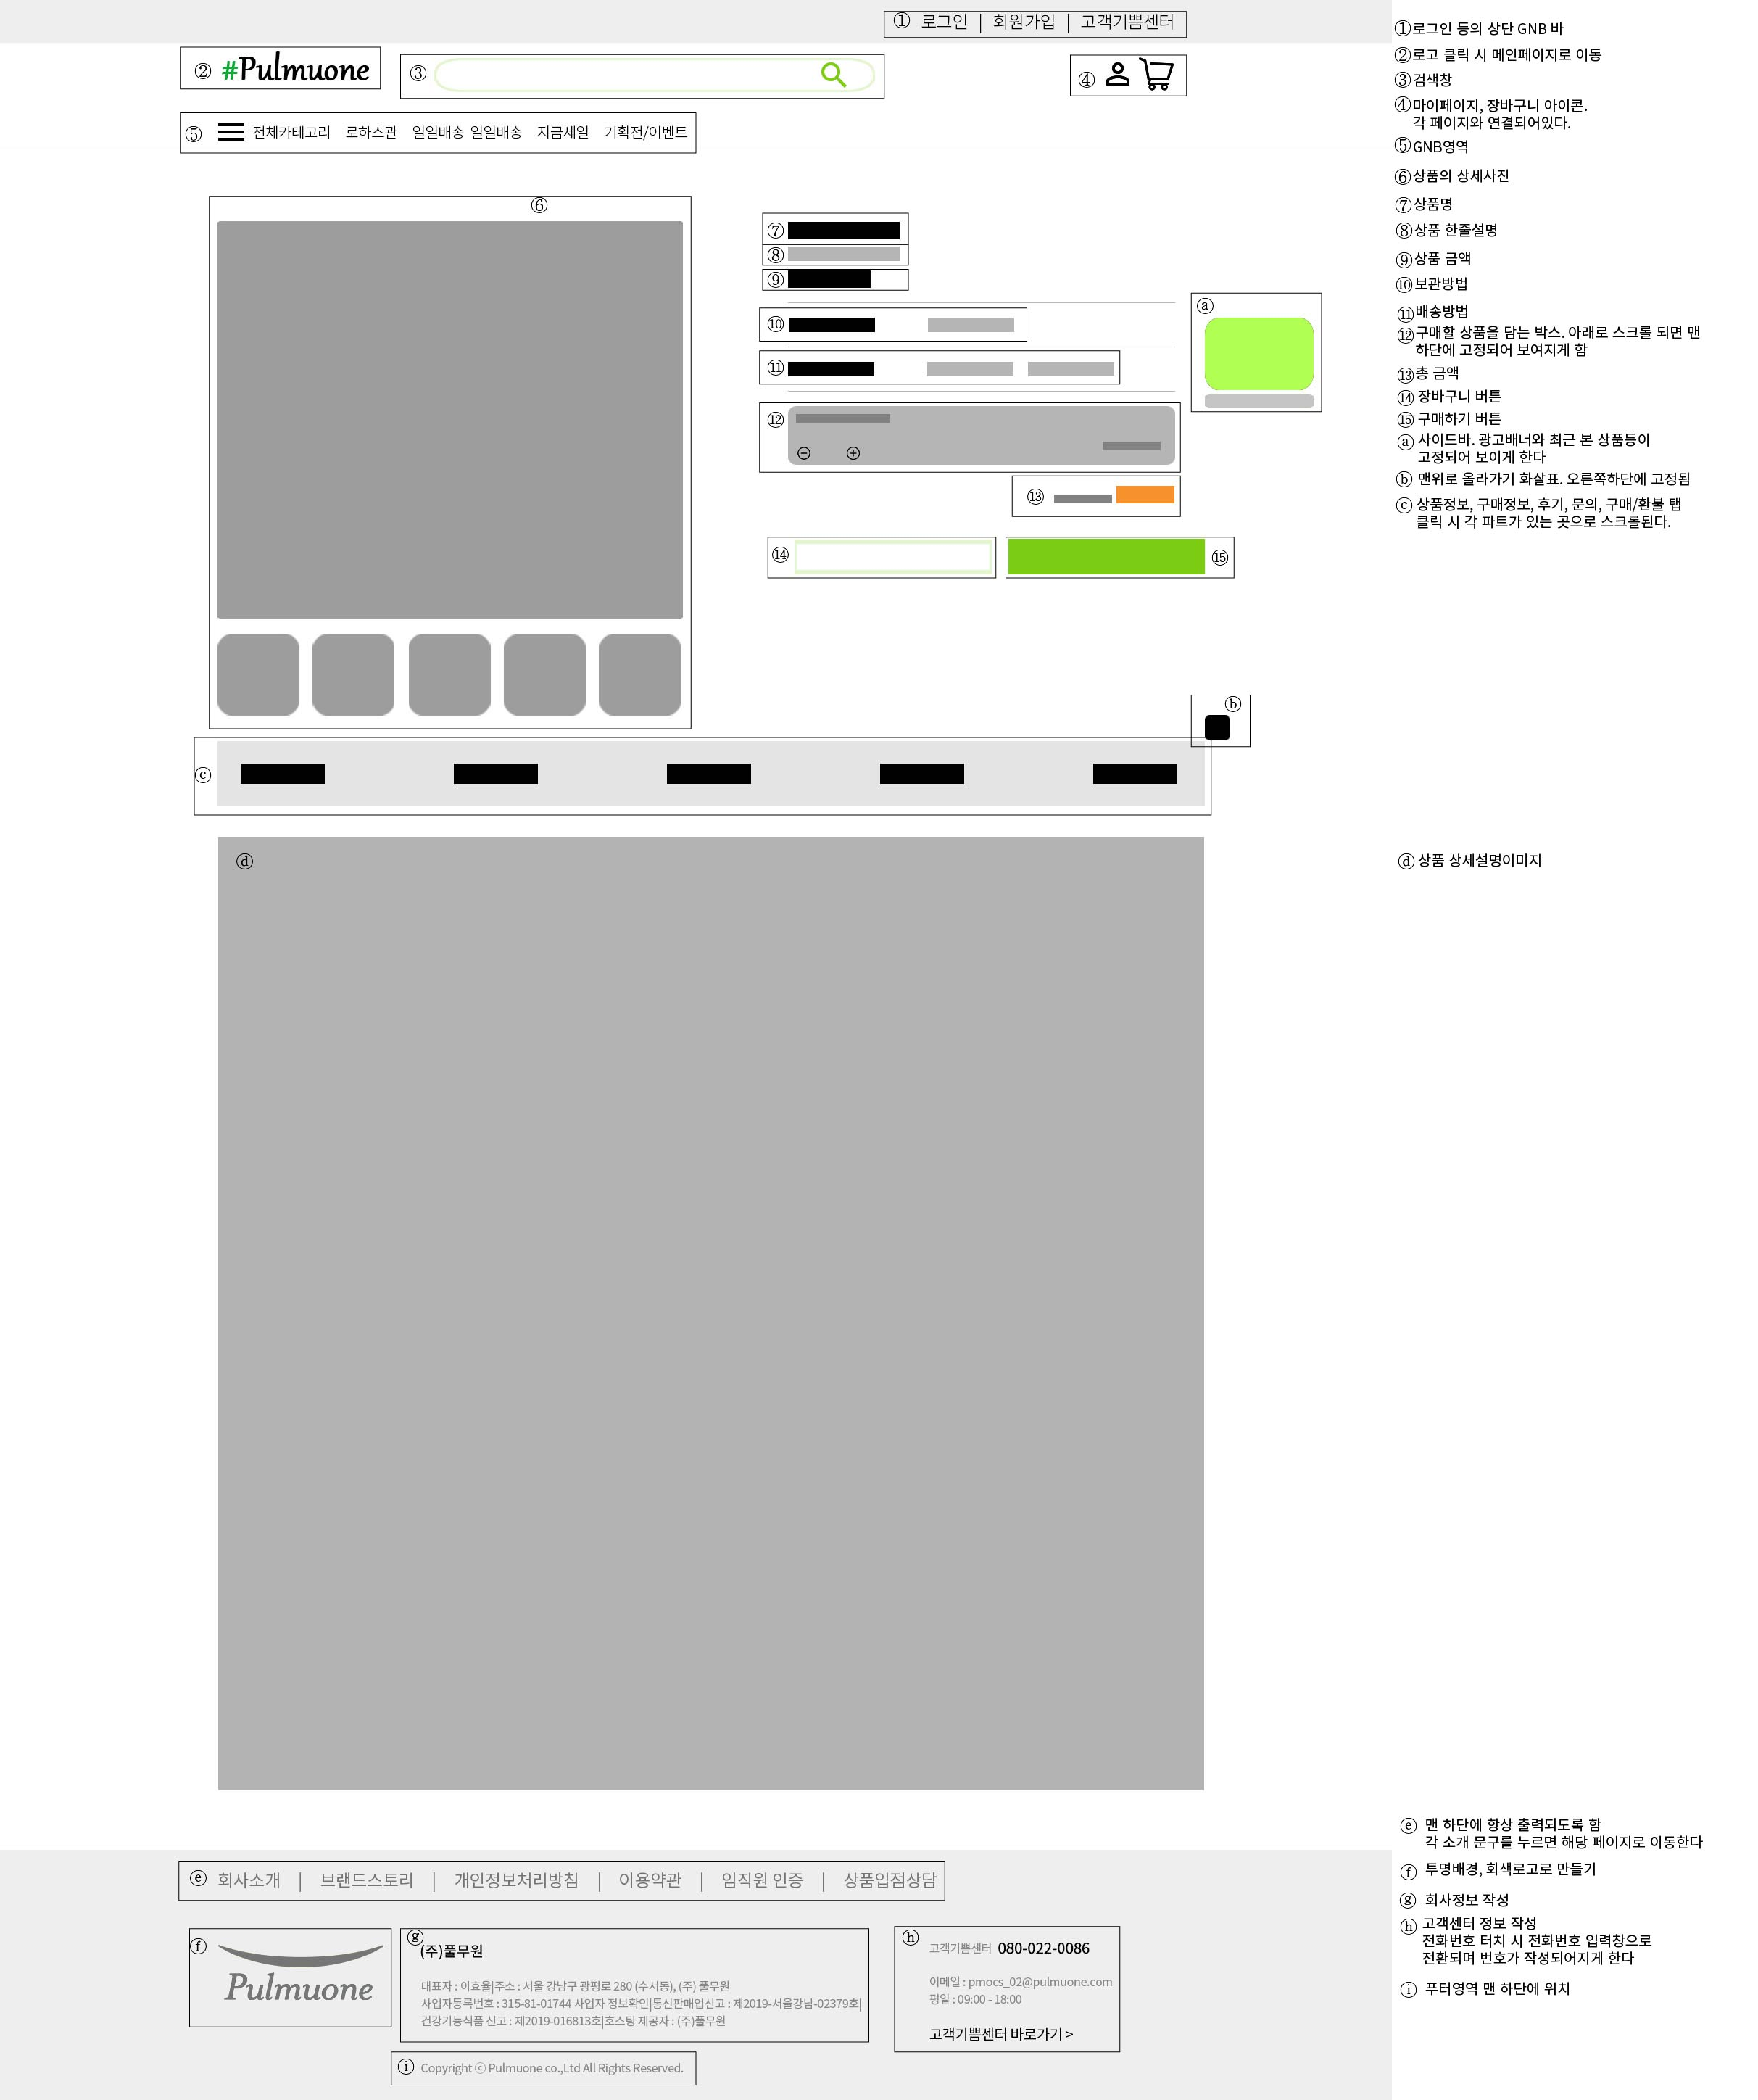 ① 로그인 | 회원가입 | 고객기쁨센터
② #Pulmuone
③
④
⑤ 전체카테고리 로하스관 일일배송 일일배송 지금세일 기획전/이벤트
⑥
⑦
⑧
⑨
⑩
⑪
⑫
⑬
⑭
⑮
ⓐ
ⓑ
ⓒ
ⓓ
① 로그인 등의 상단 GNB 바
② 로고 클릭 시 메인페이지로 이동
③ 검색창
④ 마이페이지, 장바구니 아이콘.
각 페이지와 연결되어있다.
⑤ GNB영역
⑥ 상품의 상세사진
⑦ 상품명
⑧ 상품 한줄설명
⑨ 상품 금액
⑩ 보관방법
⑪ 배송방법
⑫ 구매할 상품을 담는 박스. 아래로 스크롤 되면 맨
하단에 고정되어 보여지게 함
⑬ 총 금액
⑭ 장바구니 버튼
⑮ 구매하기 버튼
ⓐ 사이드바. 광고배너와 최근 본 상품등이
고정되어 보이게 한다
ⓑ 맨위로 올라가기 화살표. 오른쪽하단에 고정됨
ⓒ 상품정보, 구매정보, 후기, 문의, 구매/환불 탭
클릭 시 각 파트가 있는 곳으로 스크롤된다.
ⓓ 상품 상세설명이미지
ⓔ 회사소개 | 브랜드스토리 | 개인정보처리방침 | 이용약관 | 임직원 인증 | 상품입점상담
ⓕ Pulmuone
ⓖ (주)풀무원
대표자 : 이효율|주소 : 서울 강남구 광평로 280 (수서동), (주) 풀무원
사업자등록번호 : 315-81-01744 사업자 정보확인|통신판매업신고 : 제2019-서울강남-02379호|
건강기능식품 신고 : 제2019-016813호|호스팅 제공자 : (주)풀무원
ⓗ 고객기쁨센터 080-022-0086
이메일 : pmocs_02@pulmuone.com
평일 : 09:00 - 18:00
고객기쁨센터 바로가기 >
ⓘ Copyright ⓒ Pulmuone co.,Ltd All Rights Reserved.
ⓔ 맨 하단에 항상 출력되도록 함
각 소개 문구를 누르면 해당 페이지로 이동한다
ⓕ 투명배경, 회색로고로 만들기
ⓖ 회사정보 작성
ⓗ 고객센터 정보 작성
전화번호 터치 시 전화번호 입력창으로
전환되며 번호가 작성되어지게 한다
ⓘ 푸터영역 맨 하단에 위치